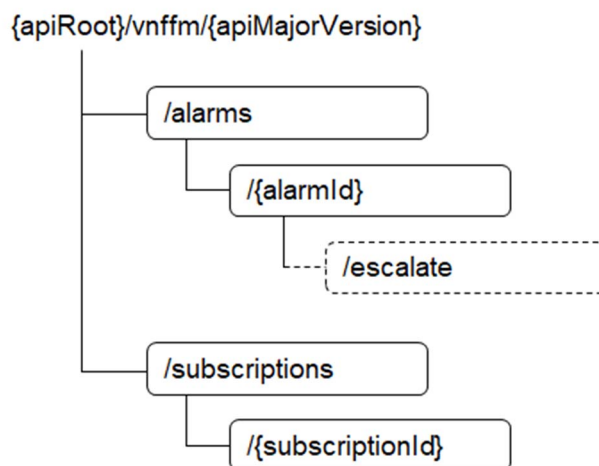 {apiRoot}/vnffm/{apiMajorVersion}
/alarms
/{alarmId}
/escalate
/subscriptions
/{subscriptionId}